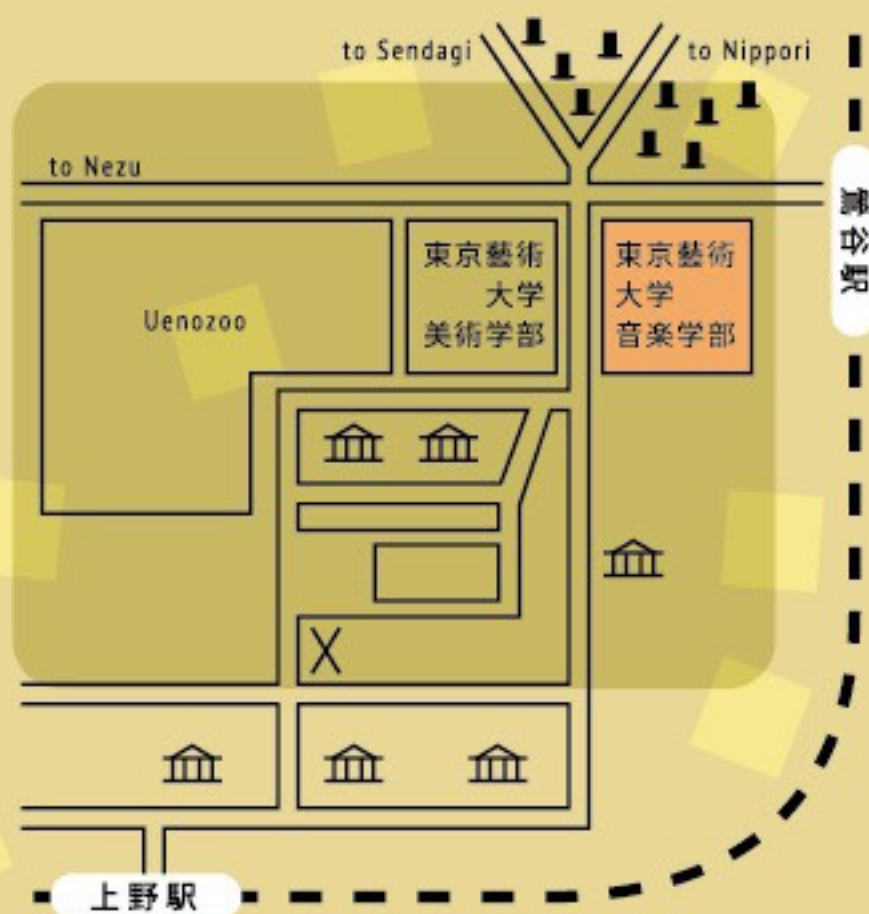 to Sendagi
to Nippori
to Nezu
鶯谷駅
Uenozoo
東京藝術
大学
美術学部
東京藝術
大学
音楽学部
上野駅